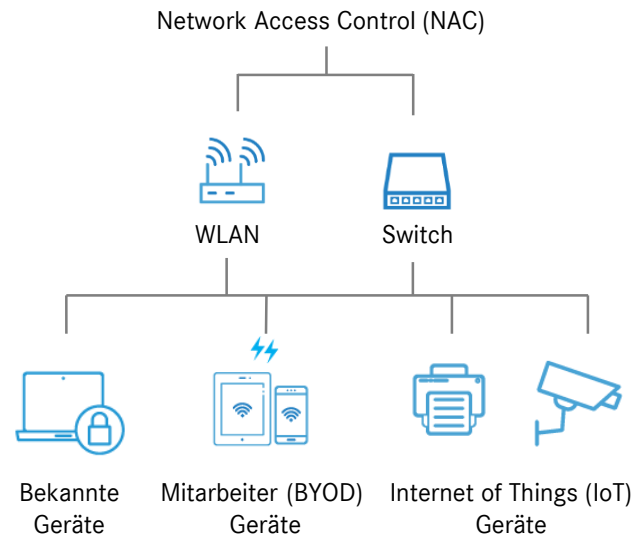 Network Access Control (NAC)
WLAN
Switch
Bekannte
Geräte
Mitarbeiter (BYOD)
Geräte
Internet of Things (IoT)
Geräte